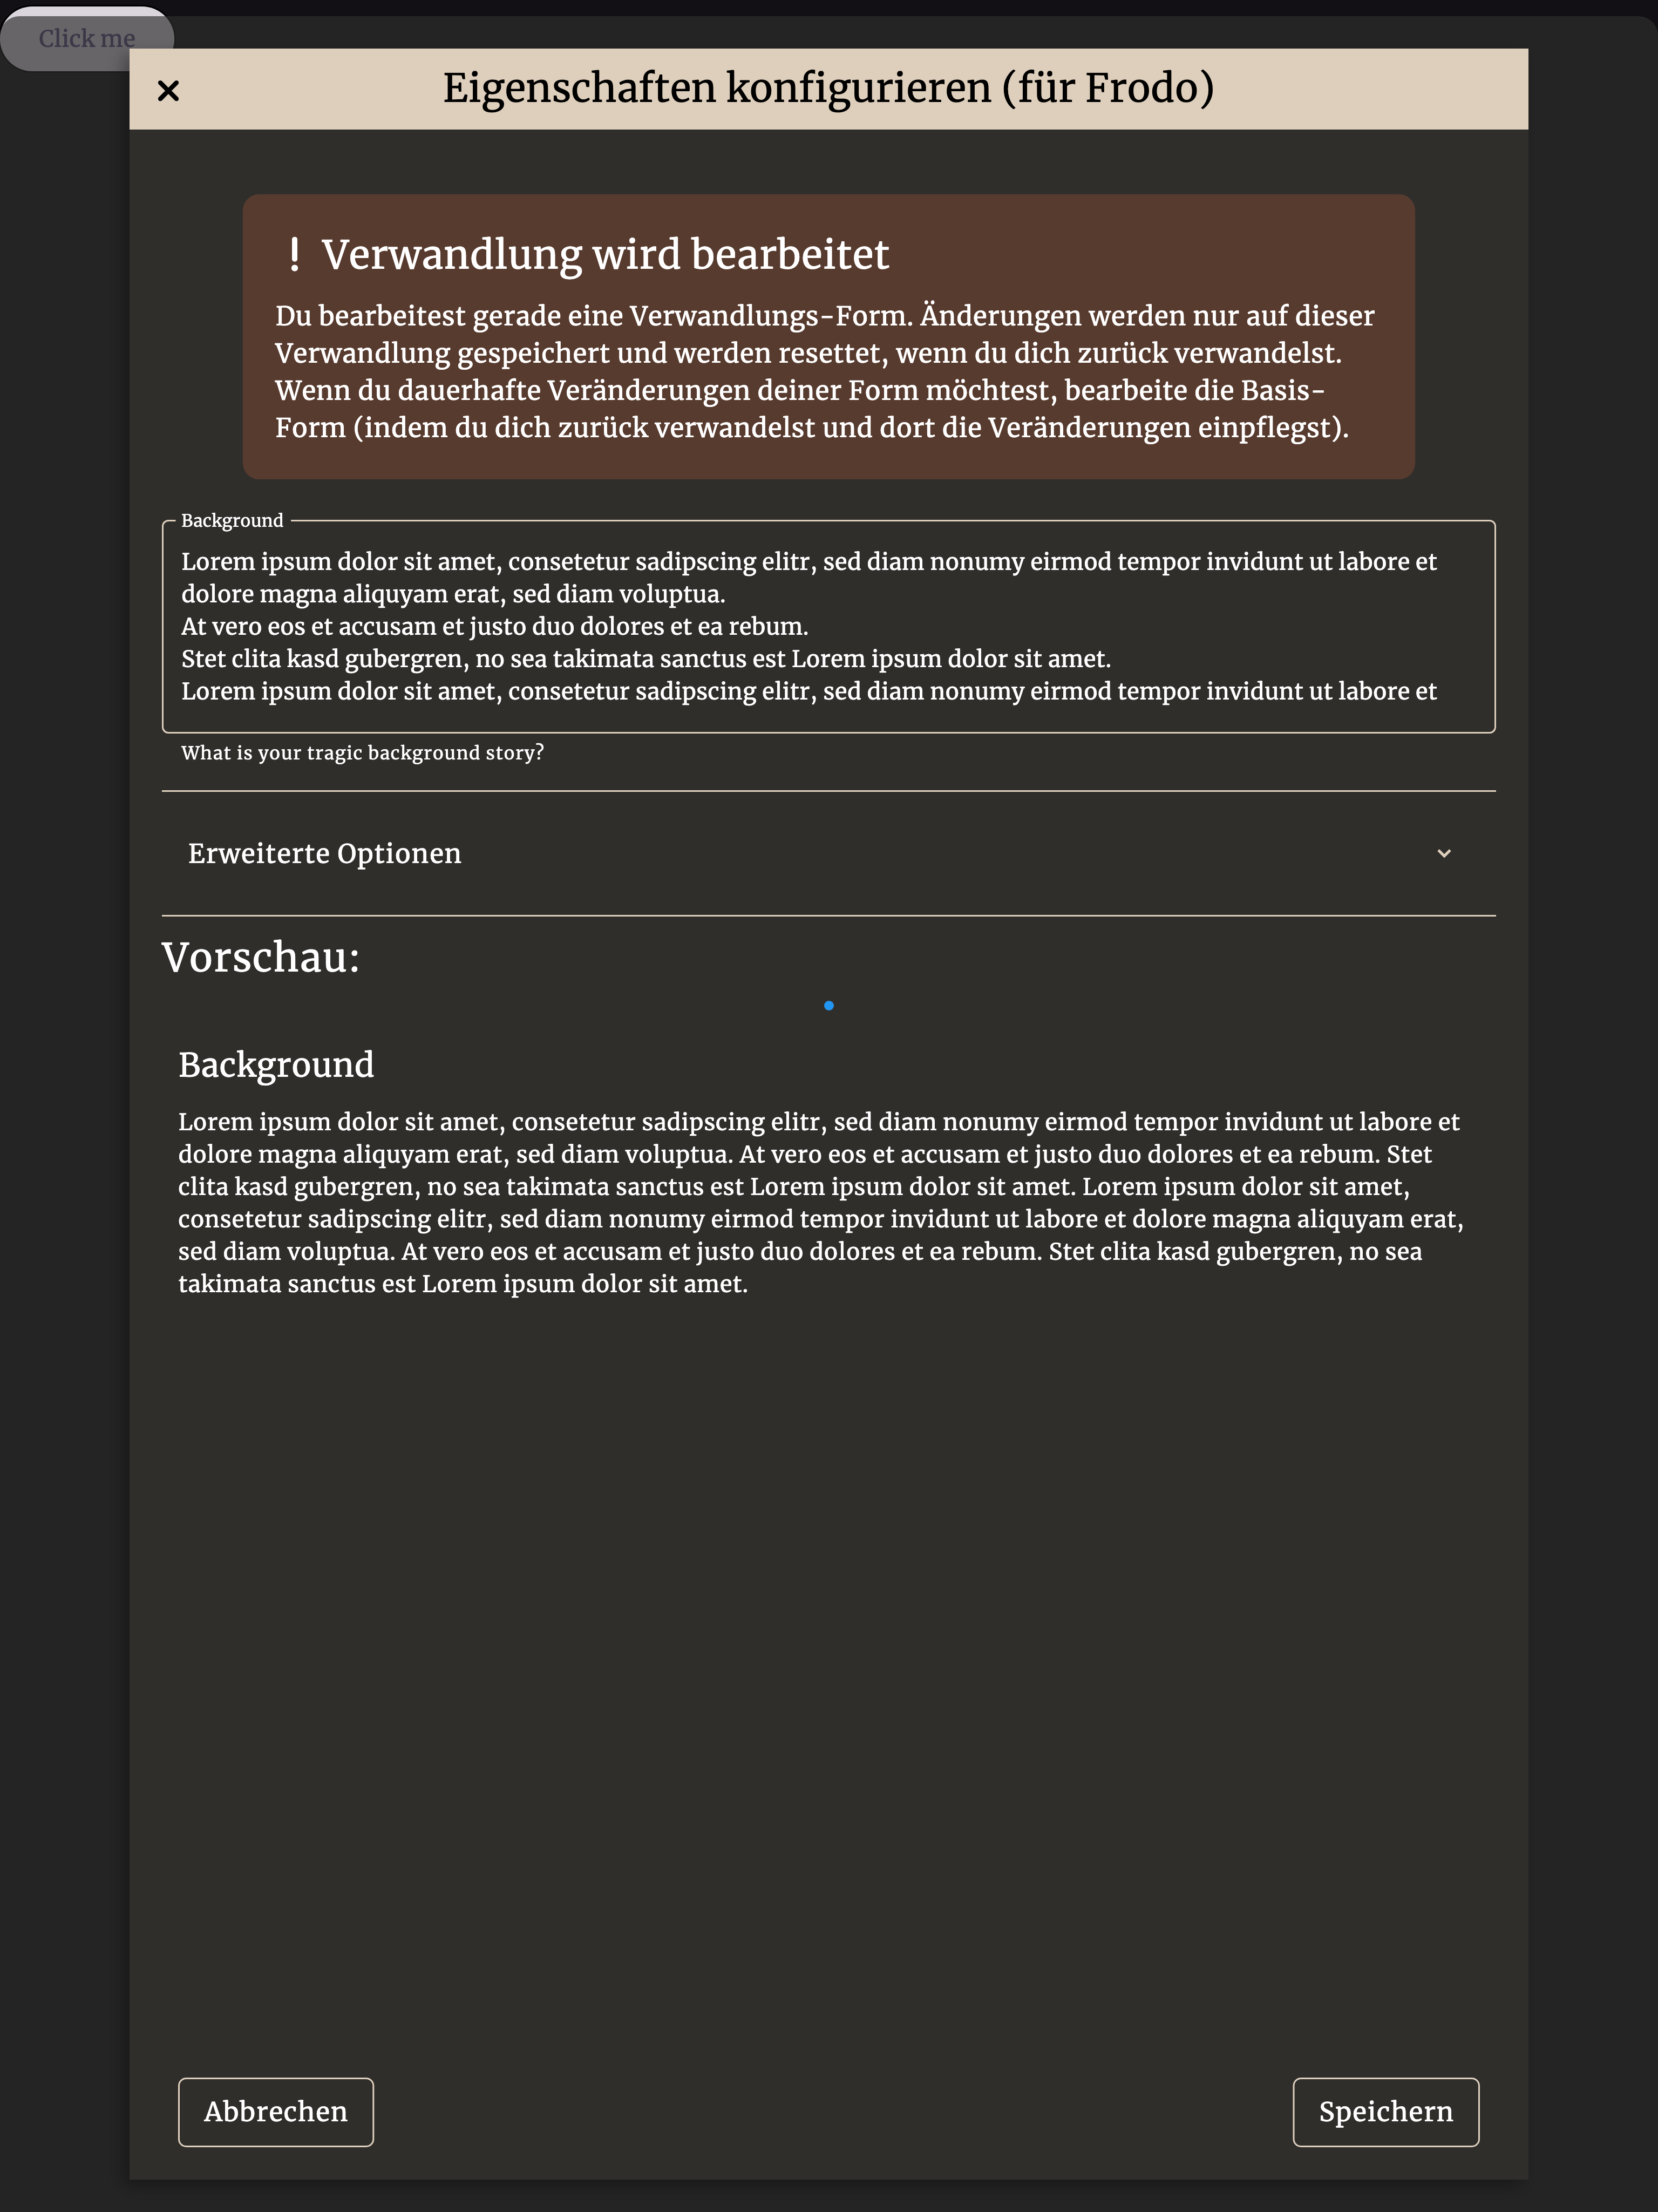 Click me
Eigenschaften konfigurieren (für Frodo)
! Verwandlung wird bearbeitet
Du bearbeitest gerade eine Verwandlungs-Form. Änderungen werden nur auf dieser
Verwandlung gespeichert und werden resettet, wenn du dich zurück verwandelst.
Wenn du dauerhafte Veränderungen deiner Form möchtest, bearbeite die Basis-
Form (indem du dich zurück verwandelst und dort die Veränderungen einpflegst).
Background
Lorem ipsum dolor sit amet, consetetur sadipscing elitr, sed diam nonumy eirmod tempor invidunt ut labore et
dolore magna aliquyam erat, sed diam voluptua.
At vero eos et accusam et justo duo dolores et ea rebum.
Stet clita kasd gubergren, no sea takimata sanctus est Lorem ipsum dolor sit amet.
Lorem ipsum dolor sit amet, consetetur sadipscing elitr, sed diam nonumy eirmod tempor invidunt ut labore et
What is your tragic background story?
Erweiterte Optionen
Vorschau:
Background
Lorem ipsum dolor sit amet, consetetur sadipscing elitr, sed diam nonumy eirmod tempor invidunt ut labore et
dolore magna aliquyam erat, sed diam voluptua. At vero eos et accusam et justo duo dolores et ea rebum. Stet
clita kasd gubergren, no sea takimata sanctus est Lorem ipsum dolor sit amet. Lorem ipsum dolor sit amet,
consetetur sadipscing elitr, sed diam nonumy eirmod tempor invidunt ut labore et dolore magna aliquyam erat,
sed diam voluptua. At vero eos et accusam et justo duo dolores et ea rebum. Stet clita kasd gubergren, no sea
takimata sanctus est Lorem ipsum dolor sit amet.
Abbrechen
Speichern